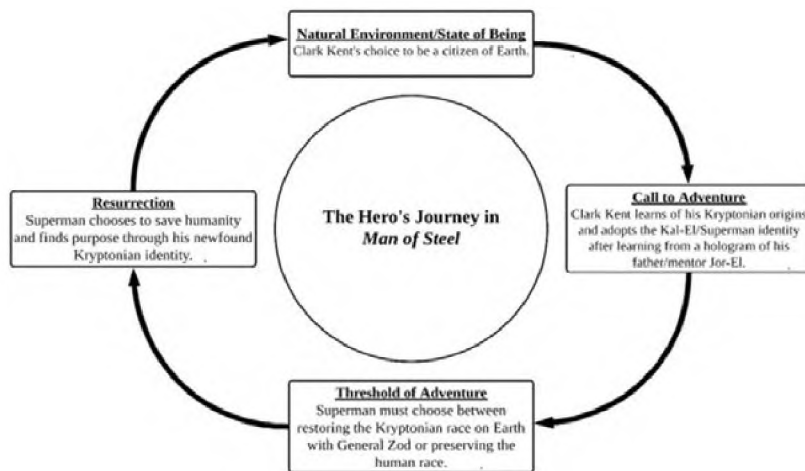 Natural Environment/State of Being
Clark Kent's choice to be a citizen of Earth.
Resurrection
Superman chooses to save humanity
and finds purpose through his newfound
Kryptonian identity.
The Hero's Journey in
Man of Steel
Call to Adventure
Clark Kent learns of his Kryptonian origins
and adopts the Kal-El/Superman identity
after learning from a hologram of his
father/mentor Jor-El.
Threshold of Adventure
Superman must choose between
restoring the Kryptonian race on Earth
with General Zod or preserving the
human race.